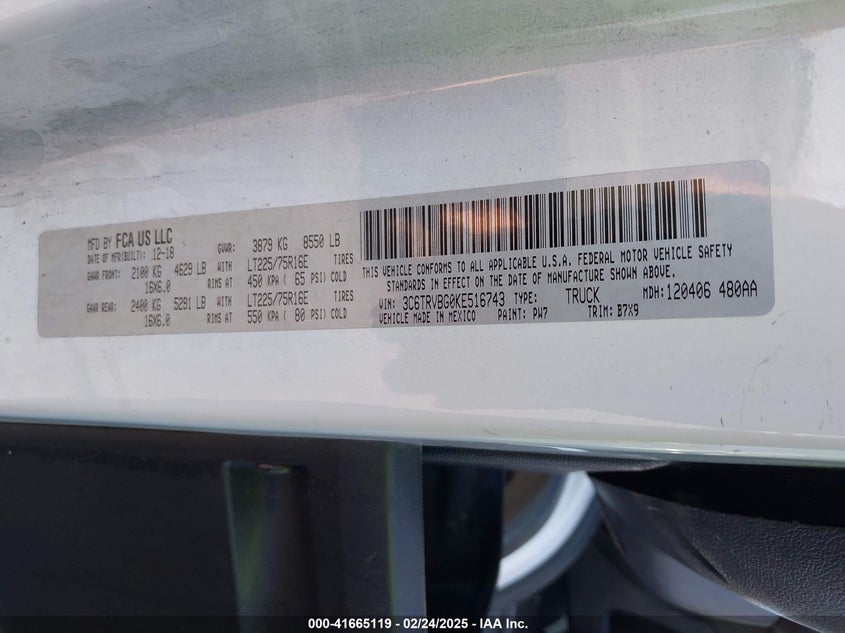 MFD BY FCA US LLC
DATE OF MFR(BUILT): 12-18 GVWR: 3879 KG 8550 LB
GAWR FRONT: 2100 KG 4629 LB WITH LT225/75R16E TIRES
16X6.0 RIMS AT 450 KPA ( 65 PSI) COLD
GAWR REAR: 2400 KG 5291 LB WITH LT225/75R16E TIRES
16X6.0 RIMS AT 550 KPA ( 80 PSI) COLD
THIS VEHICLE CONFORMS TO ALL APPLICABLE U.S.A. FEDERAL MOTOR VEHICLE SAFETY
STANDARDS IN EFFECT ON THE DATE OF MANUFACTURE SHOWN ABOVE.
VIN: 3C6TRVBG0KE516743 TYPE: TRUCK MDH: 120406 480AA
VEHICLE MADE IN MEXICO PAINT: PW7 TRIM: B7X9
000-41665119 / 02/24/2025 - IAA Inc.